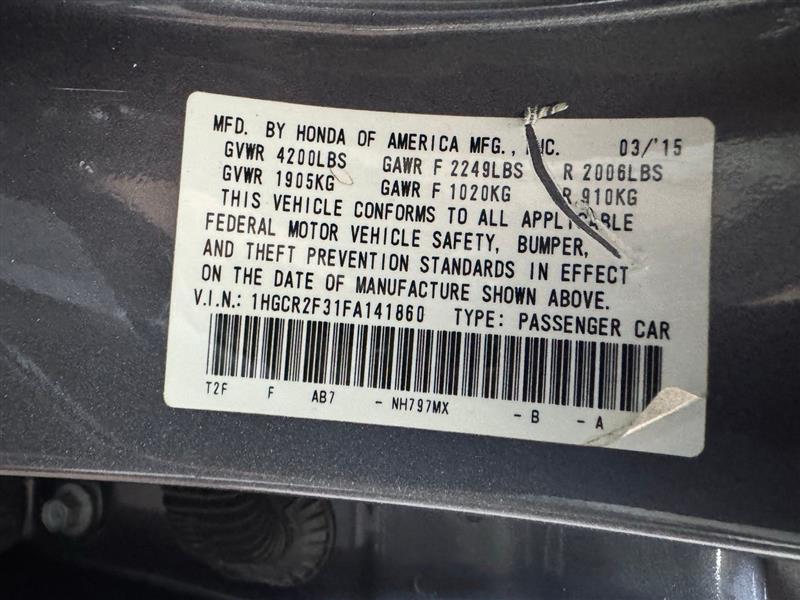 MFD. BY HONDA OF AMERICA MFG., INC. 03/'15
GVWR 4200LBS GAWR F 2249LBS R 2006LBS
GVWR 1905KG GAWR F 1020KG R 910KG
THIS VEHICLE CONFORMS TO ALL APPLICABLE
FEDERAL MOTOR VEHICLE SAFETY, BUMPER,
AND THEFT PREVENTION STANDARDS IN EFFECT
ON THE DATE OF MANUFACTURE SHOWN ABOVE.
V.I.N.: 1HGCR2F31FA141860 TYPE: PASSENGER CAR
T2F F AB7 - NH797MX - B - A